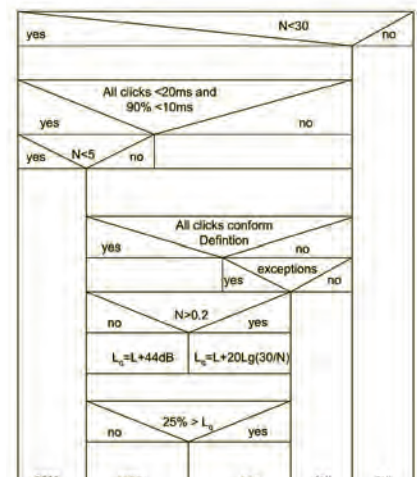 N<30
yes no
All clicks <20ms and
90% <10ms
yes no
yes N<5 no
All clicks conform
Defintion
yes no
exceptions
yes no
N>0.2
no yes
Lq=L+44dB Lq=L+20Lg(30/N)
25% > Lq
no yes